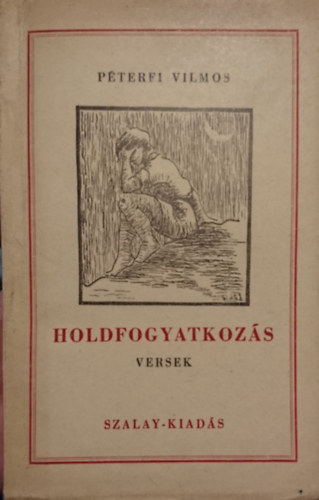 PÉTERFI VILMOS
HOLDFOGYATKOZÁS
VERSEK
SZALAY-KIADÁS